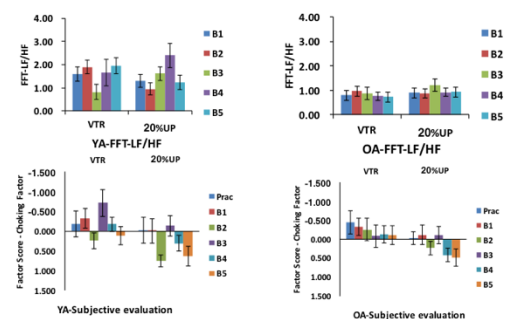 4.00
3.00
2.00
1.00
0.00
FFT-LF/HF
VTR
20%UP
YA-FFT-LF/HF
B1
B2
B3
B4
B5
4.00
3.00
2.00
1.00
0.00
FFT-LF/HF
VTR
20%UP
OA-FFT-LF/HF
B1
B2
B3
B4
B5
VTR
20%UP
-1.500
-1.000
-0.500
0.000
0.500
1.000
1.500
Factor Score - Choking Factor
Prac
B1
B2
B3
B4
B5
YA-Subjective evaluation
VTR
20%UP
-1.500
-1.000
-0.500
0.000
0.500
1.000
1.500
Factor Score - Choking Factor
Prac
B1
B2
B3
B4
B5
OA-Subjective evaluation